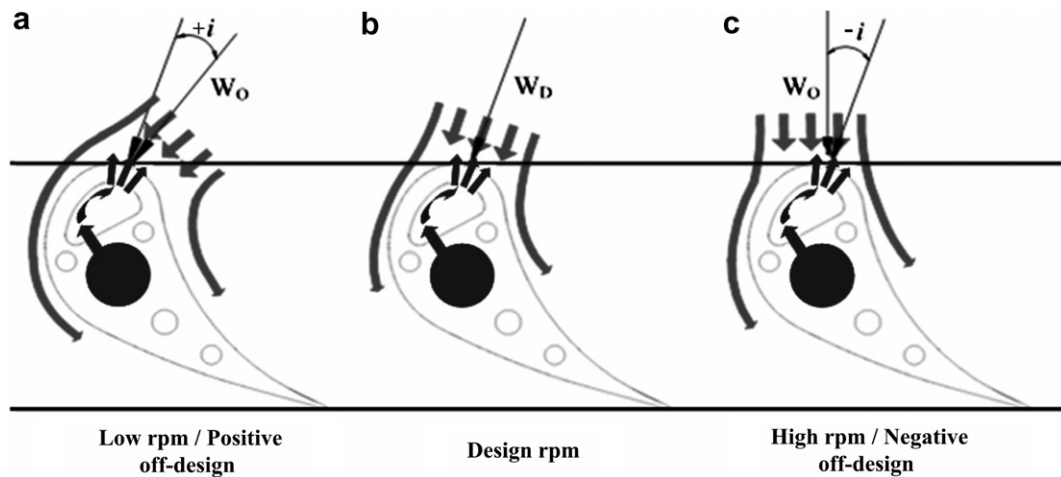 a
+i
W_O
b
W_D
c
-i
W_O
Low rpm / Positive
off-design
Design rpm
High rpm / Negative
off-design